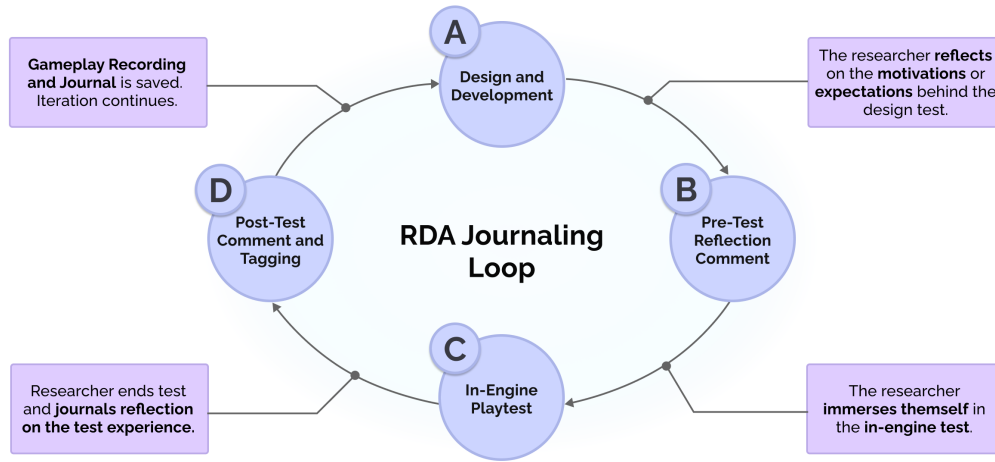 A
Design and
Development
Gameplay Recording
and Journal is saved.
Iteration continues.
The researcher reflects
on the motivations or
expectations behind the
design test.
B
Pre-Test
Reflection
Comment
D
Post-Test
Comment and
Tagging
RDA Journaling
Loop
C
In-Engine
Playtest
Researcher ends test
and journals reflection
on the test experience.
The researcher
immerses themself in
the in-engine test.